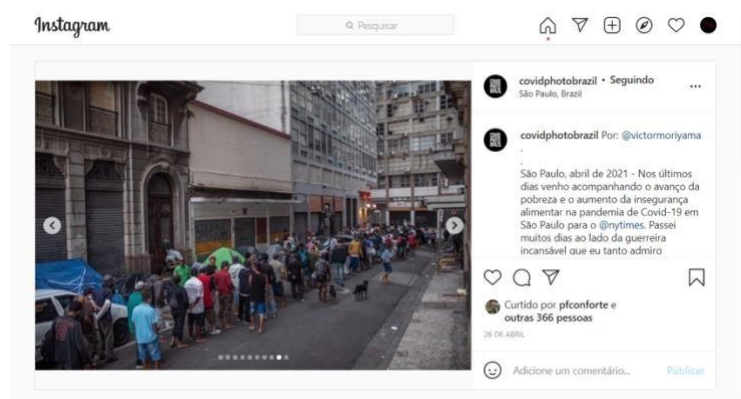 Instagram
Pesquisar
covidphotobrazil • Seguindo
São Paulo, Brazil
...
covidphotobrazil Por: @victormoriyama
.
.
São Paulo, abril de 2021 - Nos últimos
dias venho acompanhando o avanço da
pobreza e o aumento da insegurança
alimentar na pandemia de Covid-19 em
São Paulo para o @nytimes. Passei
muitos dias ao lado da guerreira
incansável que eu tanto admiro
Curtido por pfconforte e
outras 366 pessoas
26 DE ABRIL
Adicione um comentário...
Publicar